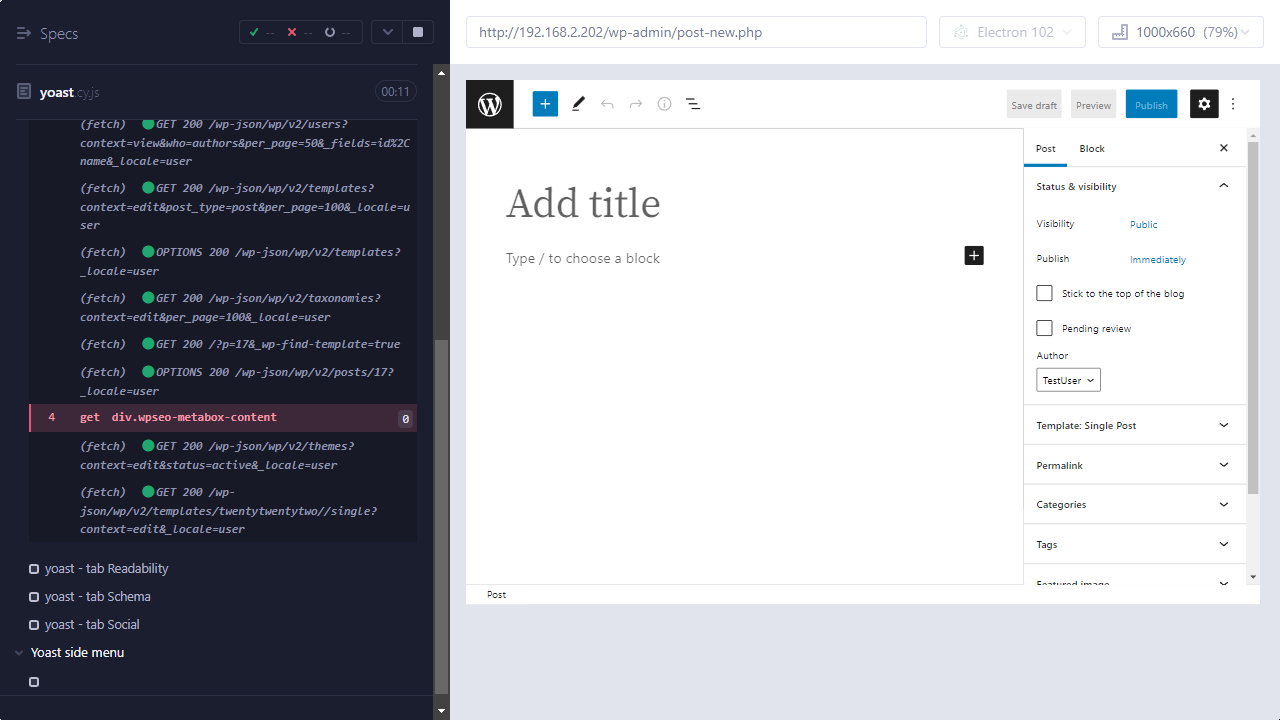 Specs
--
--
--
yoast.cy.js
00:11
(fetch) GET 200 /wp-json/wp/v2/users?
context=view&who=authors&per_page=50&_fields=id%2C
name&_locale=user
(fetch) GET 200 /wp-json/wp/v2/templates?
context=edit&post_type=post&per_page=100&_locale=u
ser
(fetch) OPTIONS 200 /wp-json/wp/v2/templates?
_locale=user
(fetch) GET 200 /wp-json/wp/v2/taxonomies?
context=edit&per_page=100&_locale=user
(fetch) GET 200 /?p=17&_wp-find-template=true
(fetch) OPTIONS 200 /wp-json/wp/v2/posts/17?
_locale=user
4 get div.wpseo-metabox-content 0
(fetch) GET 200 /wp-json/wp/v2/themes?
context=edit&status=active&_locale=user
(fetch) GET 200 /wp-
json/wp/v2/templates/twentytwentytwo//single?
context=edit&_locale=user
yoast - tab Readability
yoast - tab Schema
yoast - tab Social
Yoast side menu
http://192.168.2.202/wp-admin/post-new.php
Electron 102
1000x660 (79%)
Save draft
Preview
Publish
Add title
Type / to choose a block
Post
Block
Status & visibility
Visibility Public
Publish Immediately
Stick to the top of the blog
Pending review
Author
TestUser
Template: Single Post
Permalink
Categories
Tags
Featured image
Post